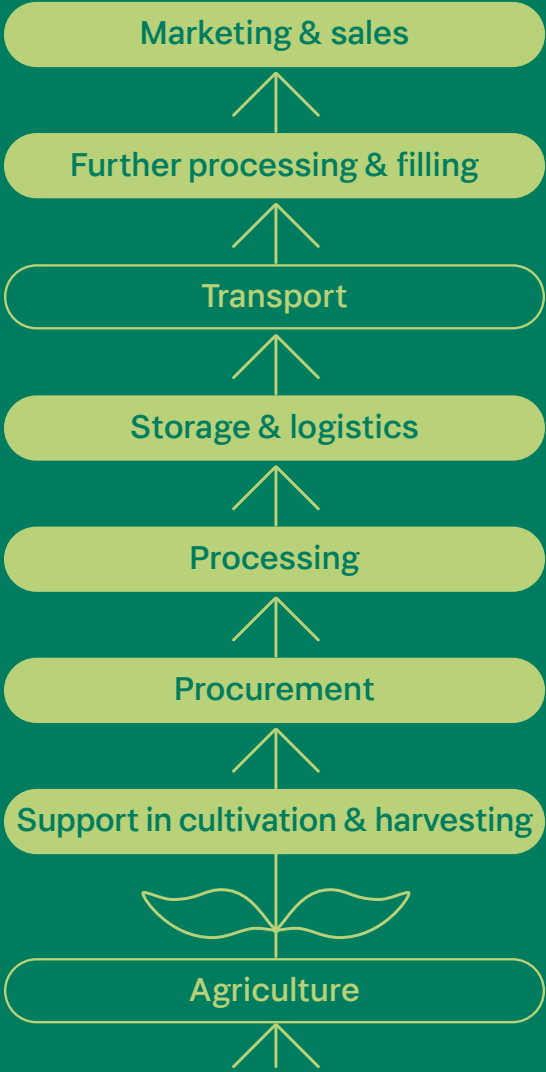 Marketing & sales
Further processing & filling
Transport
Storage & logistics
Processing
Procurement
Support in cultivation & harvesting
Agriculture